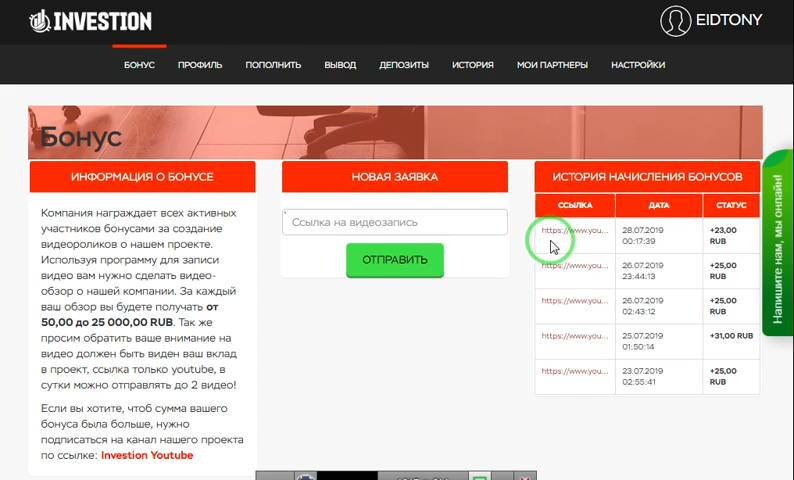 INVESTION
EIDTONY
БОНУС ПРОФИЛЬ ПОПОЛНИТЬ ВЫВОД ДЕПОЗИТЫ ИСТОРИЯ МОИ ПАРТНЕРЫ НАСТРОЙКИ
Бонус
ИНФОРМАЦИЯ О БОНУСЕ
Компания награждает всех активных
участников бонусами за создание
видеороликов о нашем проекте.
Используя программу для записи
видео вам нужно сделать видео-
обзор о нашей компании. За каждый
ваш обзор вы будете получать от
50,00 до 25 000,00 RUB. Так же
просим обратить ваше внимание на
видео должен быть виден ваш вклад
в проект, ссылка только youtube, в
сутки можно отправлять до 2 видео!
Если вы хотите, чтоб сумма вашего
бонуса была больше, нужно
подписаться на канал нашего проекта
по ссылке: Investion Youtube
НОВАЯ ЗАЯВКА
Ссылка на видеозапись
ОТПРАВИТЬ
ИСТОРИЯ НАЧИСЛЕНИЯ БОНУСОВ
ССЫЛКА ДАТА СТАТУС
https://www.you... 28.07.2019 +23,00
00:17:39 RUB
https://www.you... 26.07.2019 +25,00
23:44:13 RUB
https://www.you... 26.07.2019 +25,00
02:43:12 RUB
https://www.you... 25.07.2019 +31,00 RUB
01:50:14
https://www.you... 23.07.2019 +25,00
02:55:41 RUB
Напишите нам, мы онлайн!